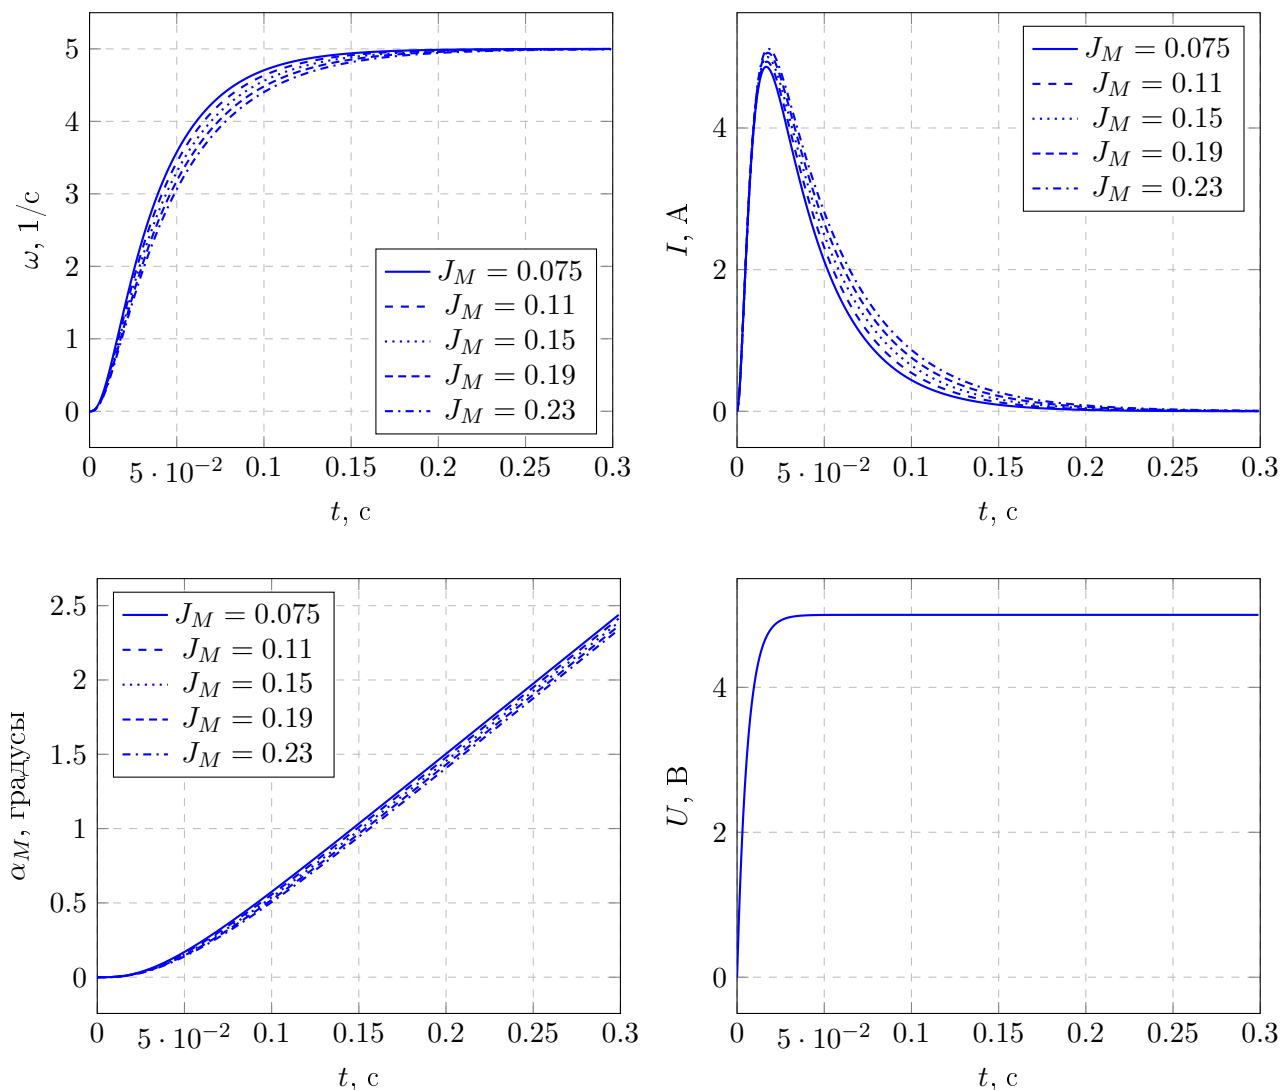 ω, 1/с
5
4
3
2
1
0
J_M = 0.075
J_M = 0.11
J_M = 0.15
J_M = 0.19
J_M = 0.23
0 5·10⁻² 0.1 0.15 0.2 0.25 0.3
t, с
I, А
4
2
0
J_M = 0.075
J_M = 0.11
J_M = 0.15
J_M = 0.19
J_M = 0.23
0 5·10⁻² 0.1 0.15 0.2 0.25 0.3
t, с
α_M, градусы
2.5
2
1.5
1
0.5
0
J_M = 0.075
J_M = 0.11
J_M = 0.15
J_M = 0.19
J_M = 0.23
0 5·10⁻² 0.1 0.15 0.2 0.25 0.3
t, с
U, В
4
2
0
0 5·10⁻² 0.1 0.15 0.2 0.25 0.3
t, с